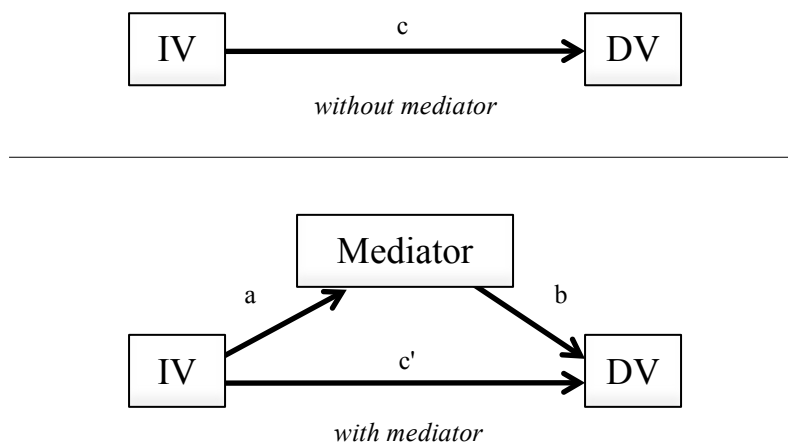 c
IV DV
without mediator
Mediator
a b
IV c' DV
with mediator